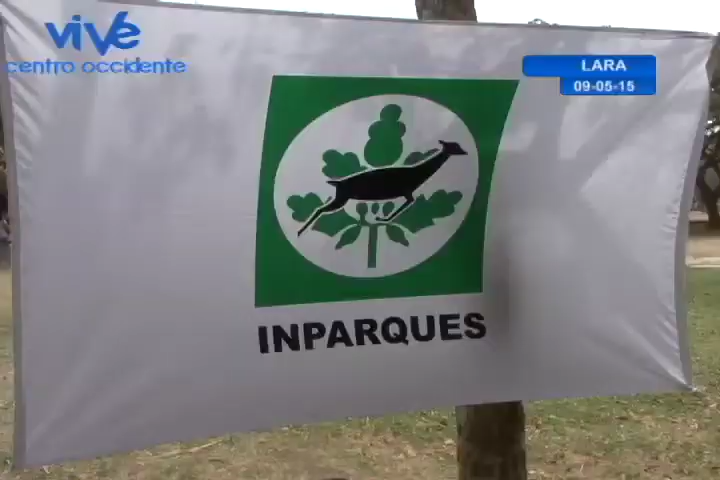 vive
centro occidente
LARA
09-05-15
INPARQUES